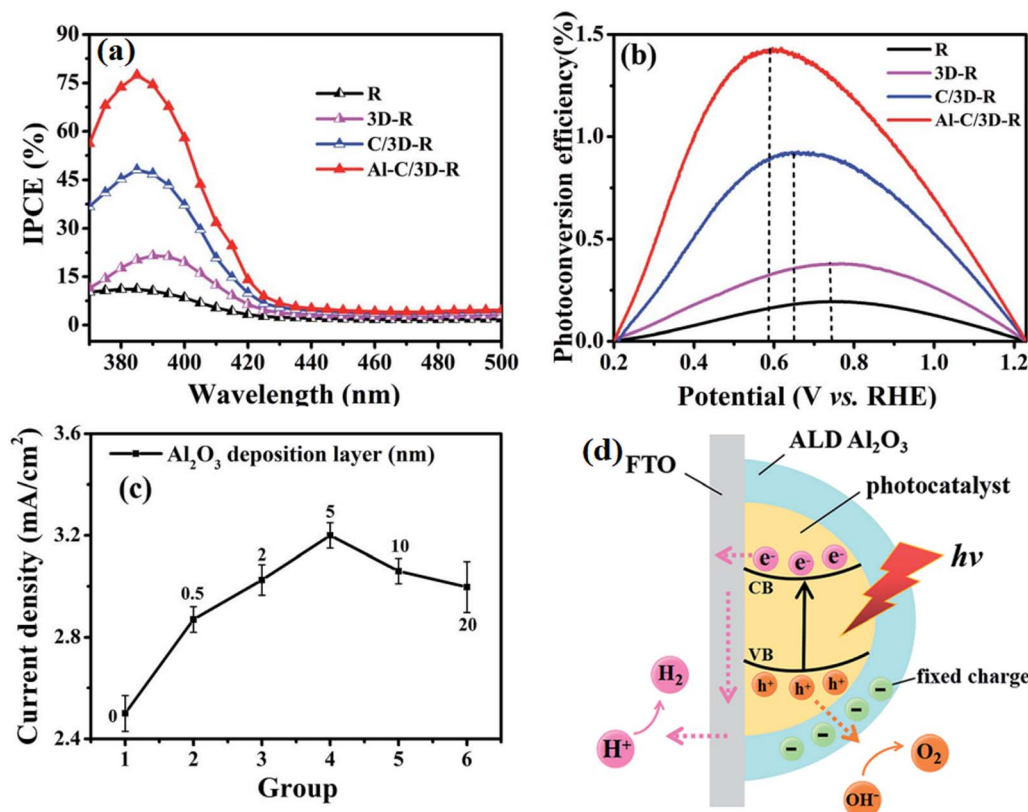 (a)
90
75
60
45
30
15
0
IPCE (%)
R
3D-R
C/3D-R
Al-C/3D-R
380 400 420 440 460 480 500
Wavelength (nm)
(b)
1.5
1.0
0.5
0.0
Photoconversion efficiency(%)
R
3D-R
C/3D-R
Al-C/3D-R
0.2 0.4 0.6 0.8 1.0 1.2
Potential (V vs. RHE)
(c)
3.6
3.2
2.8
2.4
Current density (mA/cm²)
Al₂O₃ deposition layer (nm)
0
0.5
2
5
10
20
1 2 3 4 5 6
Group
(d)
ALD Al₂O₃
FTO
photocatalyst
e⁻ e⁻ e⁻
hν
CB
VB
h⁺ h⁺ h⁺
fixed charge
− − − −
H₂
H⁺
O₂
OH⁻